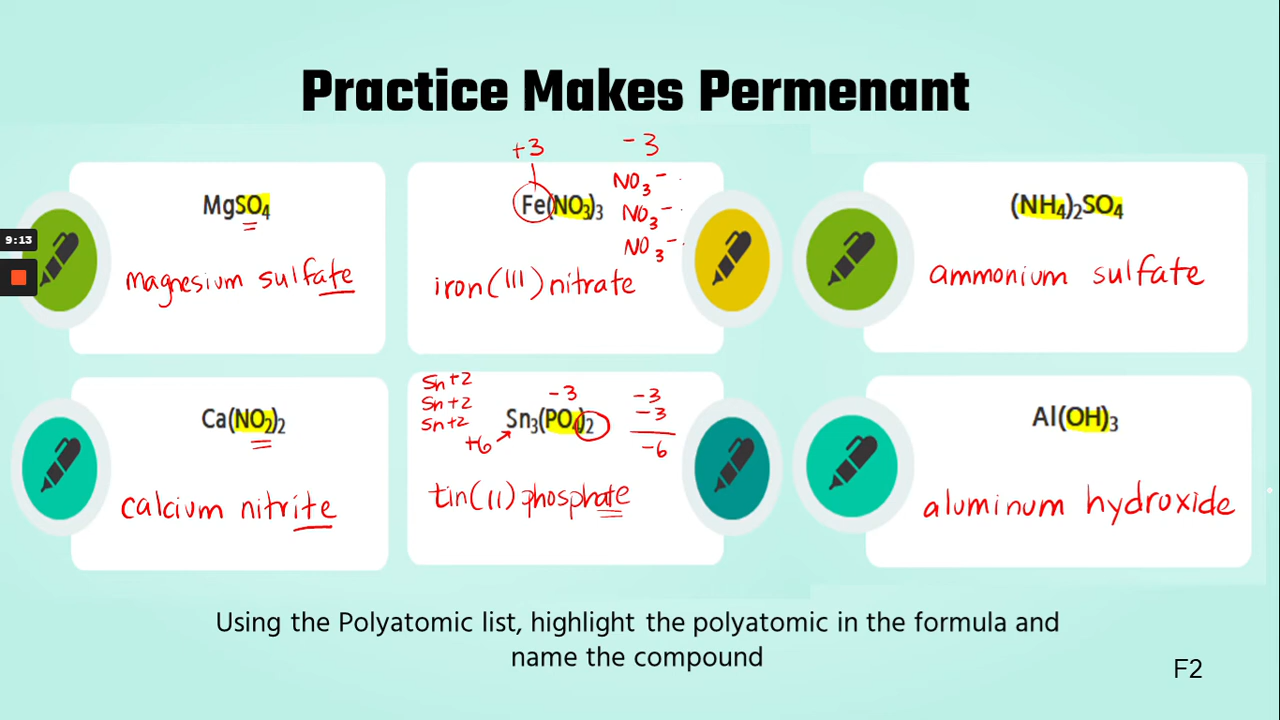 Practice Makes Permenant
9:13
MgSO₄
magnesium sulfate
+3
-3
Fe(NO₃)₃
NO₃⁻
NO₃⁻
NO₃⁻
iron(III)nitrate
(NH₄)₂SO₄
ammonium sulfate
Ca(NO₂)₂
calcium nitrite
Sn+2
Sn+2
Sn+2
+6
-3
Sn₃(PO₄)₂
-3
-3
-6
tin(II)phosphate
Al(OH)₃
aluminum hydroxide
Using the Polyatomic list, highlight the polyatomic in the formula and
name the compound
F2